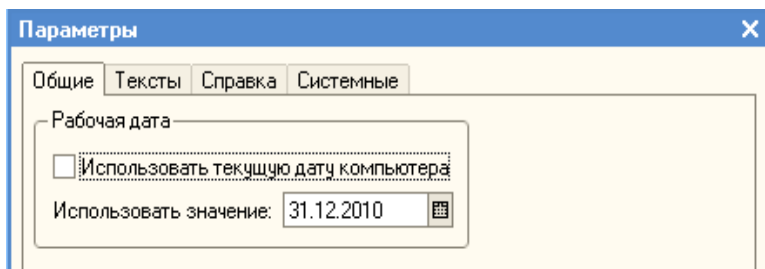 Параметры
Общие Тексты Справка Системные
Рабочая дата
Использовать текущую дату компьютера
Использовать значение: 31.12.2010